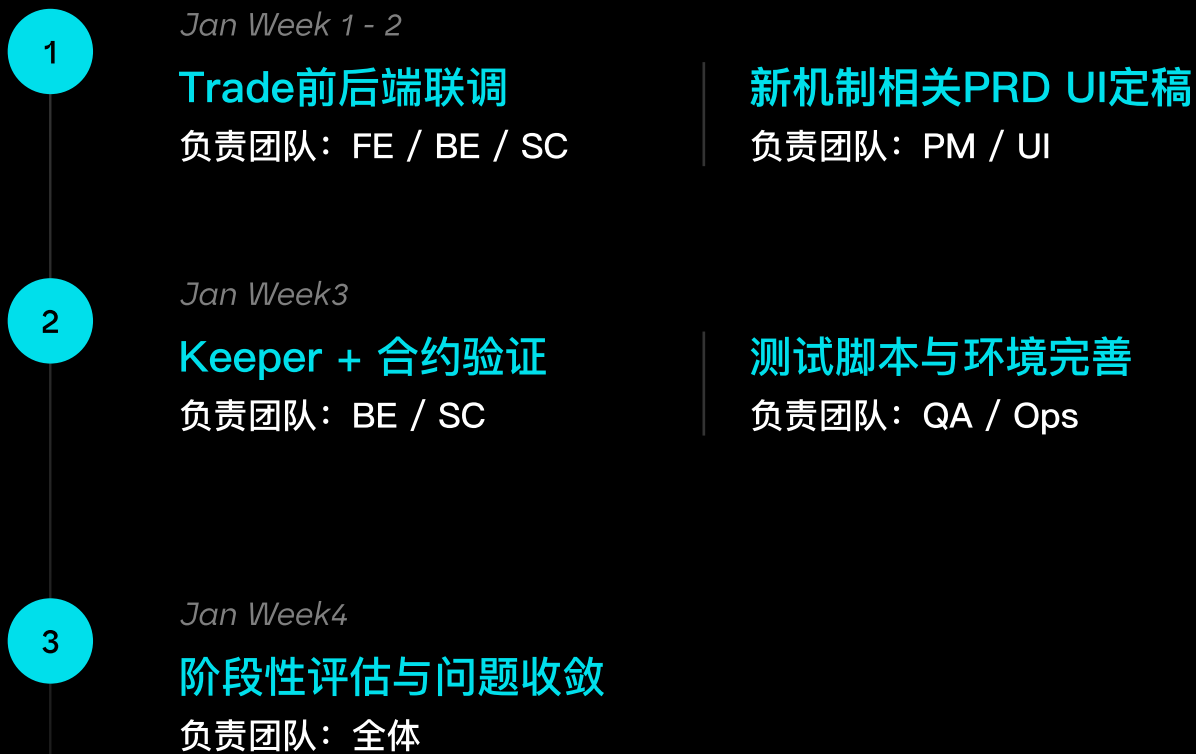 1
Jan Week 1 - 2
Trade前后端联调
负责团队：FE / BE / SC
新机制相关PRD UI定稿
负责团队：PM / UI
2
Jan Week3
Keeper + 合约验证
负责团队：BE / SC
测试脚本与环境完善
负责团队：QA / Ops
3
Jan Week4
阶段性评估与问题收敛
负责团队：全体